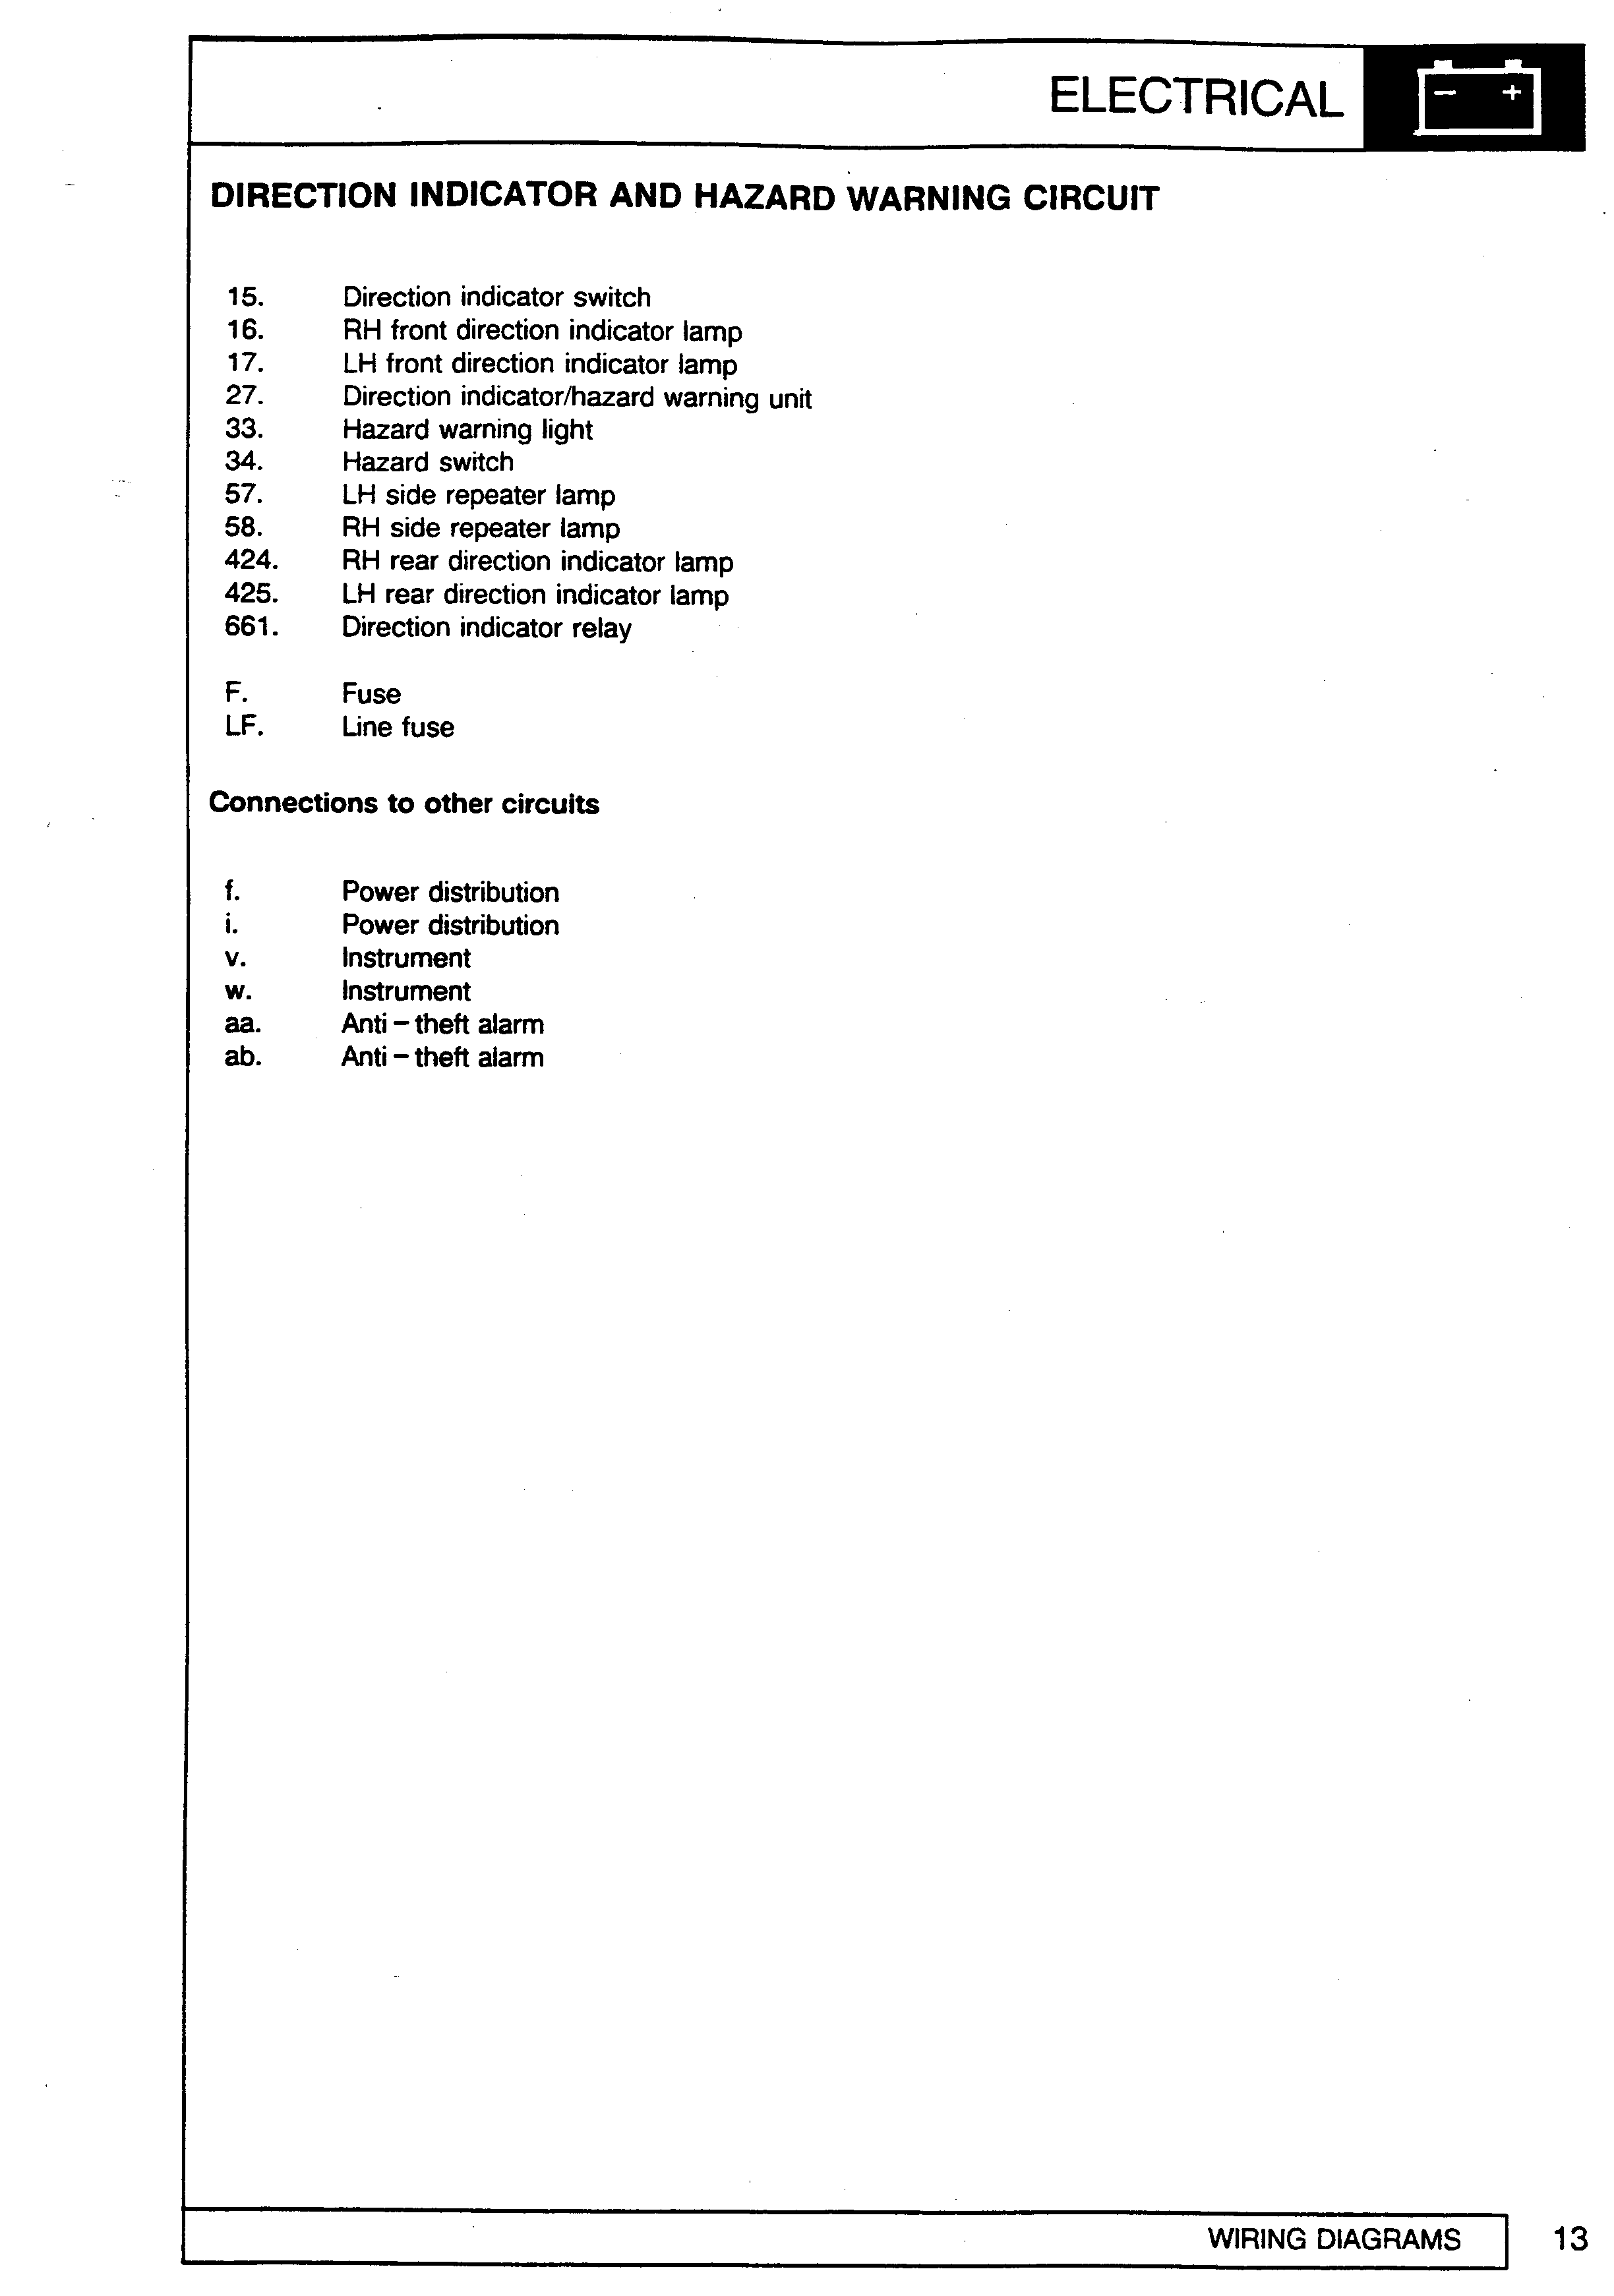 ELECTRICAL
− +
DIRECTION INDICATOR AND HAZARD WARNING CIRCUIT
15. Direction indicator switch
16. RH front direction indicator lamp
17. LH front direction indicator lamp
27. Direction indicator/hazard warning unit
33. Hazard warning light
34. Hazard switch
57. LH side repeater lamp
58. RH side repeater lamp
424. RH rear direction indicator lamp
425. LH rear direction indicator lamp
661. Direction indicator relay
F. Fuse
LF. Line fuse
Connections to other circuits
f. Power distribution
i. Power distribution
v. Instrument
w. Instrument
aa. Anti – theft alarm
ab. Anti – theft alarm
WIRING DIAGRAMS 13